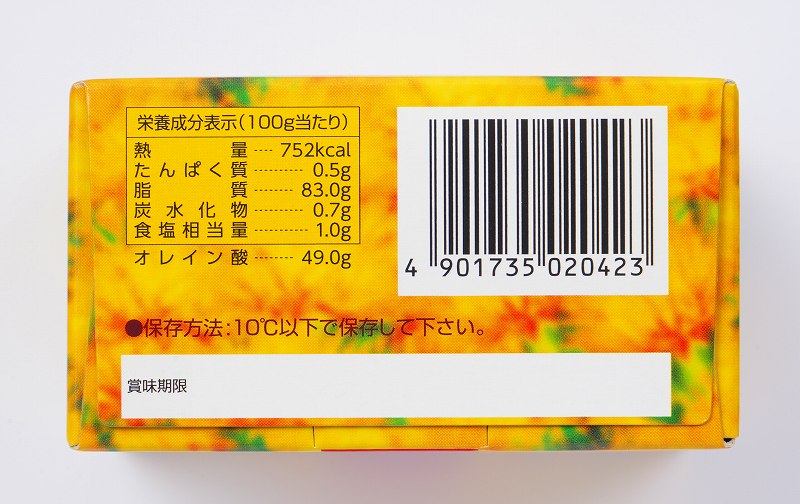 栄養成分表示(100g当たり)
熱量 ---- 752kcal
たんぱく質 --------- 0.5g
脂質 --------- 83.0g
炭水化物 --------- 0.7g
食塩相当量 ------- 1.0g
オレイン酸 -------- 49.0g
4 901735 020423
●保存方法:10℃以下で保存して下さい。
賞味期限